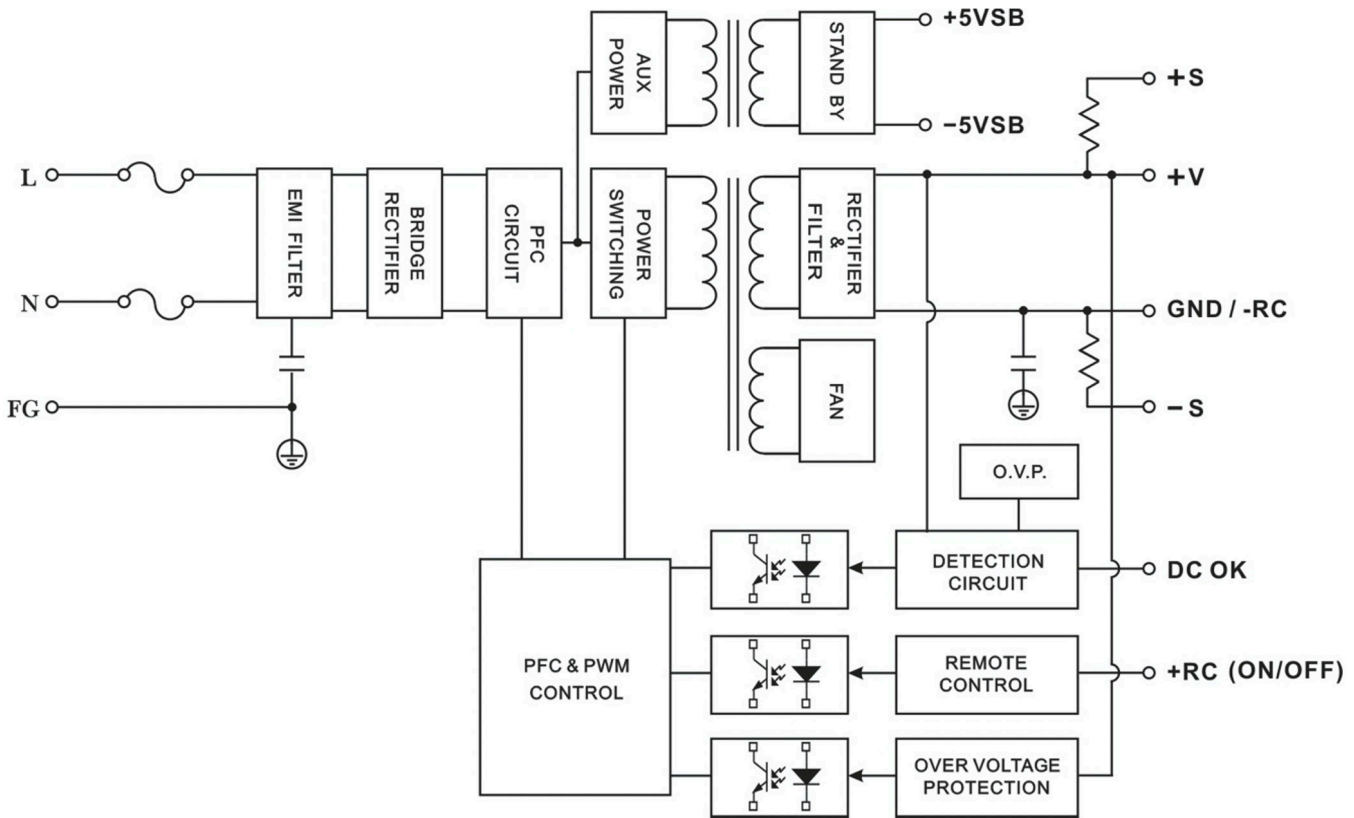 +5VSB
AUX
POWER
STAND BY
+S
−5VSB
L
EMI FILTER
BRIDGE
RECTIFIER
PFC
CIRCUIT
POWER
SWITCHING
RECTIFIER
&
FILTER
+V
N
GND / -RC
FAN
FG
−S
O.V.P.
DETECTION
CIRCUIT
DC OK
PFC & PWM
CONTROL
REMOTE
CONTROL
+RC (ON/OFF)
OVER VOLTAGE
PROTECTION